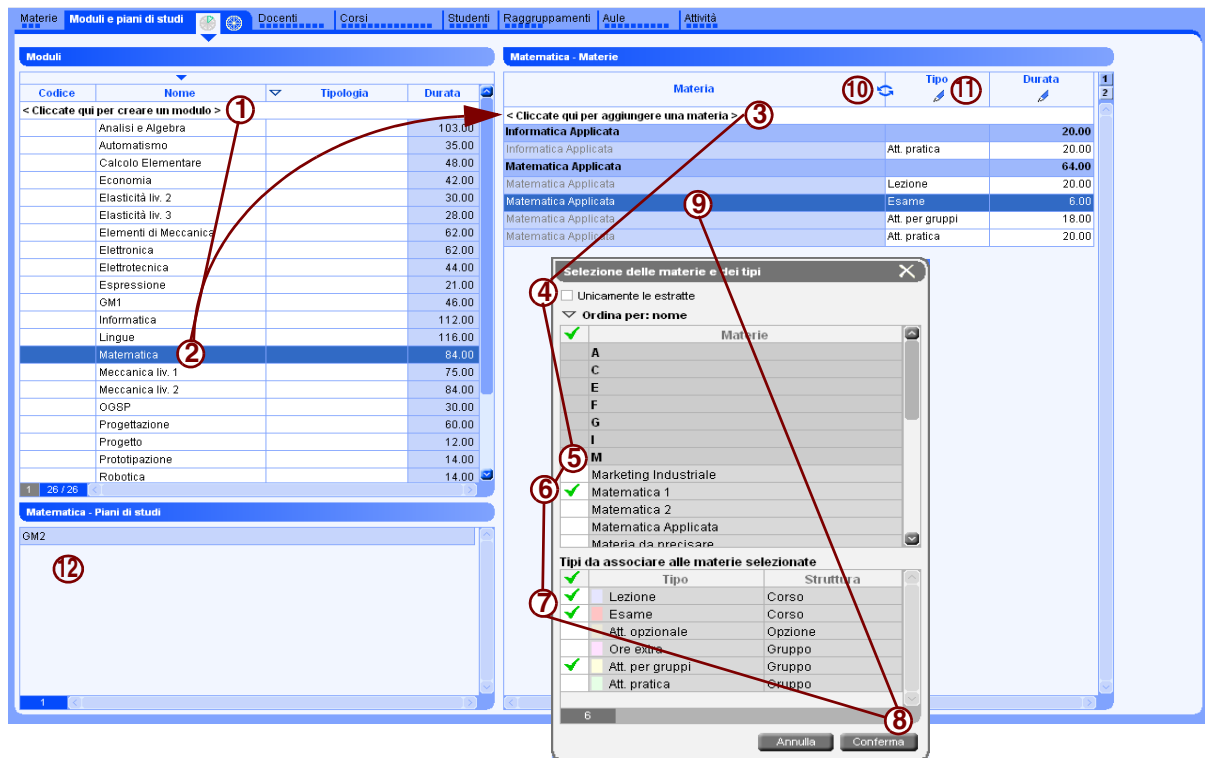 Materie Moduli e piani di studi Docenti Corsi Studenti Raggruppamenti Aule Attività
Moduli
Codice Nome Tipologia Durata
< Cliccate qui per creare un modulo > 1
Analisi e Algebra 103.00
Automatismo 35.00
Calcolo Elementare 48.00
Economia 42.00
Elasticità liv. 2 30.00
Elasticità liv. 3 28.00
Elementi di Meccanica 62.00
Elettronica 62.00
Elettrotecnica 44.00
Espressione 21.00
GM1 46.00
Informatica 112.00
Lingue 116.00
Matematica 2 84.00
Meccanica liv. 1 75.00
Meccanica liv. 2 84.00
OGSP 30.00
Progettazione 60.00
Progetto 12.00
Prototipazione 14.00
Robotica 14.00
1 26 / 26
Matematica - Piani di studi
GM2
12
1
Matematica - Materie
Materia 10 Tipo 11 Durata
1
2
< Cliccate qui per aggiungere una materia > 3
Informatica Applicata 20.00
Informatica Applicata Att. pratica 20.00
Matematica Applicata 64.00
Matematica Applicata Lezione 20.00
Matematica Applicata 9 Esame 6.00
Matematica Applicata Att. per gruppi 18.00
Matematica Applicata Att. pratica 20.00
Selezione delle materie e dei tipi
4 Unicamente le estratte
Ordina per: nome
Materie
A
C
E
F
G
I
5 M
Marketing Industriale
6 Matematica 1
Matematica 2
Matematica Applicata
Materia da precisare
Tipi da associare alle materie selezionate
Tipo Struttura
Lezione Corso
7 Esame Corso
Att. opzionale Opzione
Ore extra Gruppo
Att. per gruppi Gruppo
Att. pratica Gruppo
6 8
Annulla Conferma